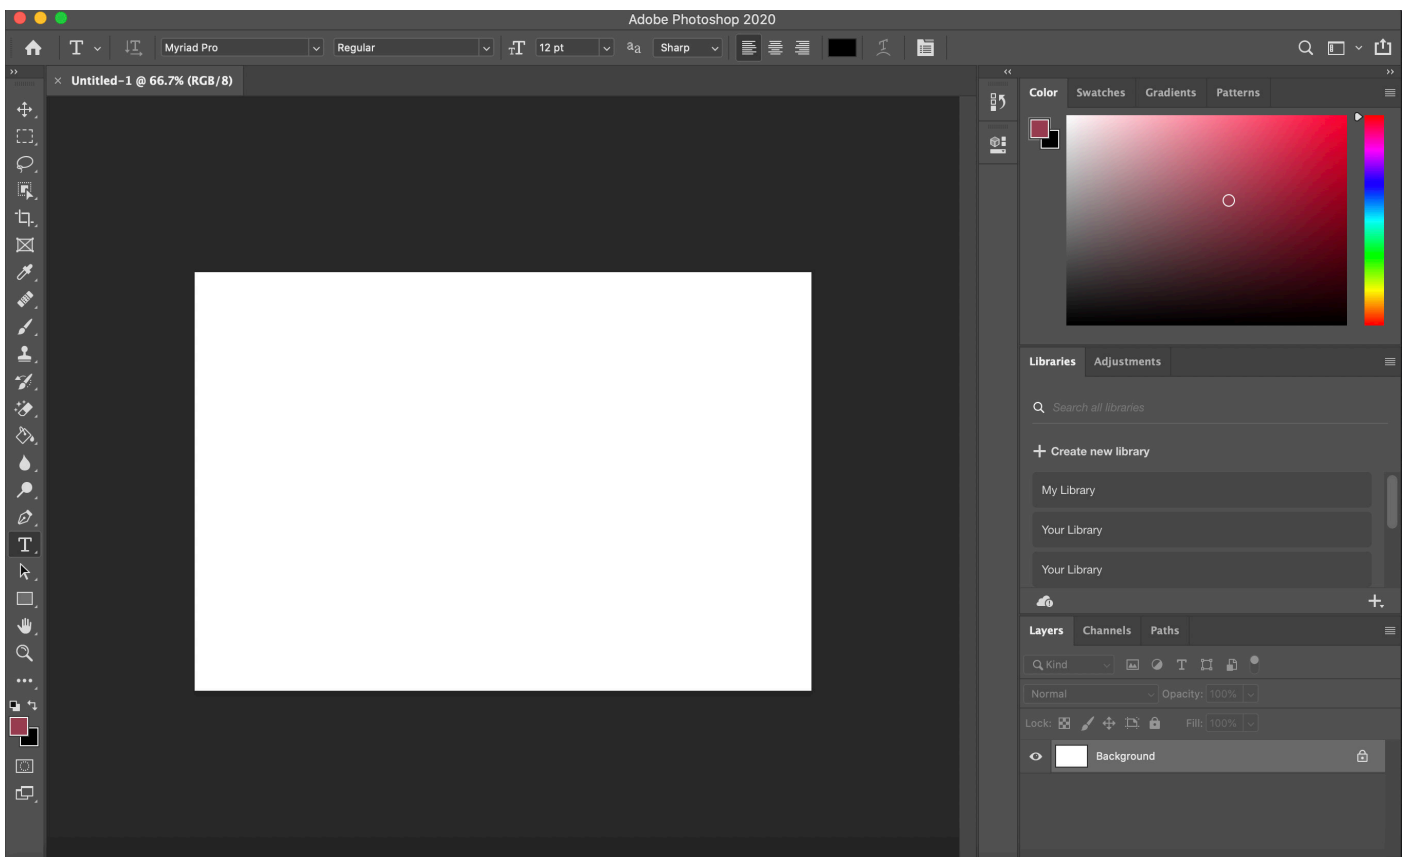 Adobe Photoshop 2020
Myriad Pro Regular 12 pt Sharp
× Untitled-1 @ 66.7% (RGB/8)
Color Swatches Gradients Patterns
Libraries Adjustments
Search all libraries
+ Create new library
My Library
Your Library
Your Library
Layers Channels Paths
Kind
Normal Opacity: 100%
Lock: Fill: 100%
Background